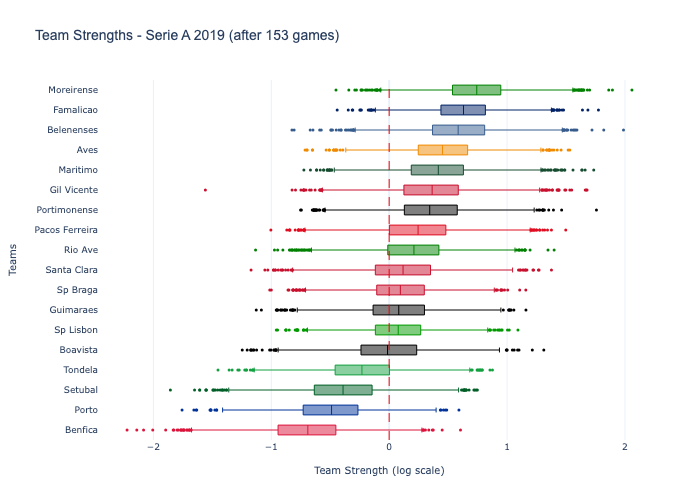 Team Strengths - Serie A 2019 (after 153 games)
Moreirense
Famalicao
Belenenses
Aves
Maritimo
Gil Vicente
Portimonense
Pacos Ferreira
Rio Ave
Santa Clara
Sp Braga
Guimaraes
Sp Lisbon
Boavista
Tondela
Setubal
Porto
Benfica
Teams
−2 −1 0 1 2
Team Strength (log scale)